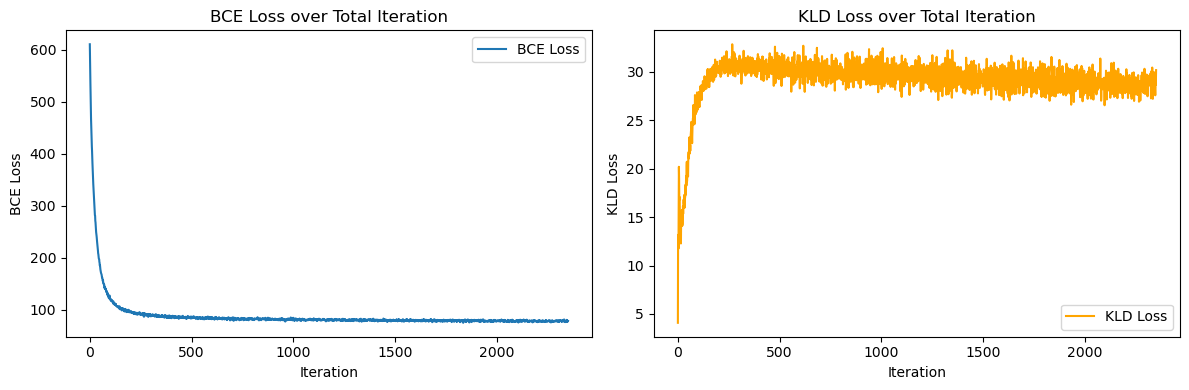 BCE Loss over Total Iteration
BCE Loss
600
500
400
300
200
100
BCE Loss
0
500
1000
1500
2000
Iteration
KLD Loss over Total Iteration
30
25
20
15
10
5
KLD Loss
KLD Loss
0
500
1000
1500
2000
Iteration